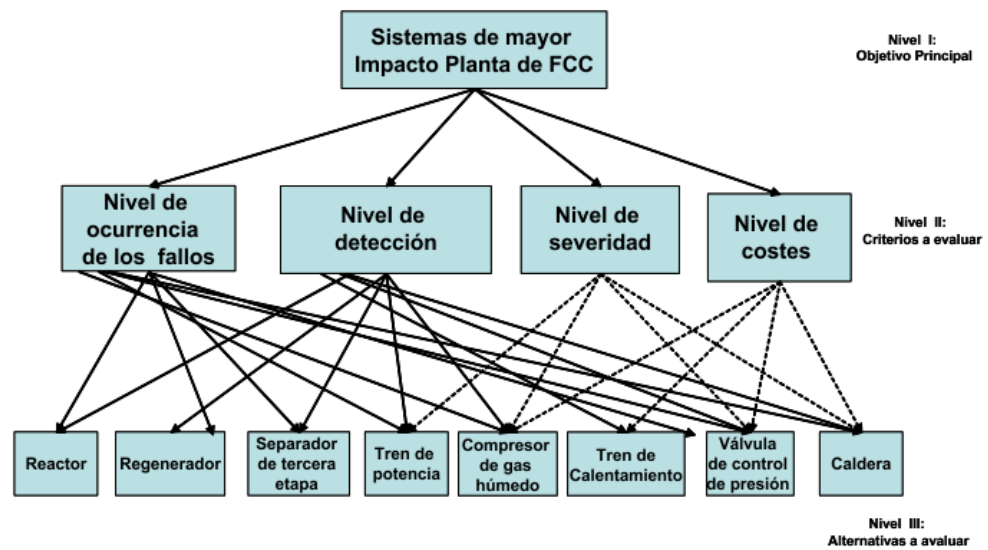 Sistemas de mayor
Impacto Planta de FCC
Nivel I:
Objetivo Principal
Nivel de
ocurrencia
de los fallos
Nivel de
detección
Nivel de
severidad
Nivel de
costes
Nivel II:
Criterios a evaluar
Reactor
Regenerador
Separador
de tercera
etapa
Tren de
potencia
Compresor
de gas
húmedo
Tren de
Calentamiento
Válvula
de control
de presión
Caldera
Nivel III:
Alternativas a avaluar